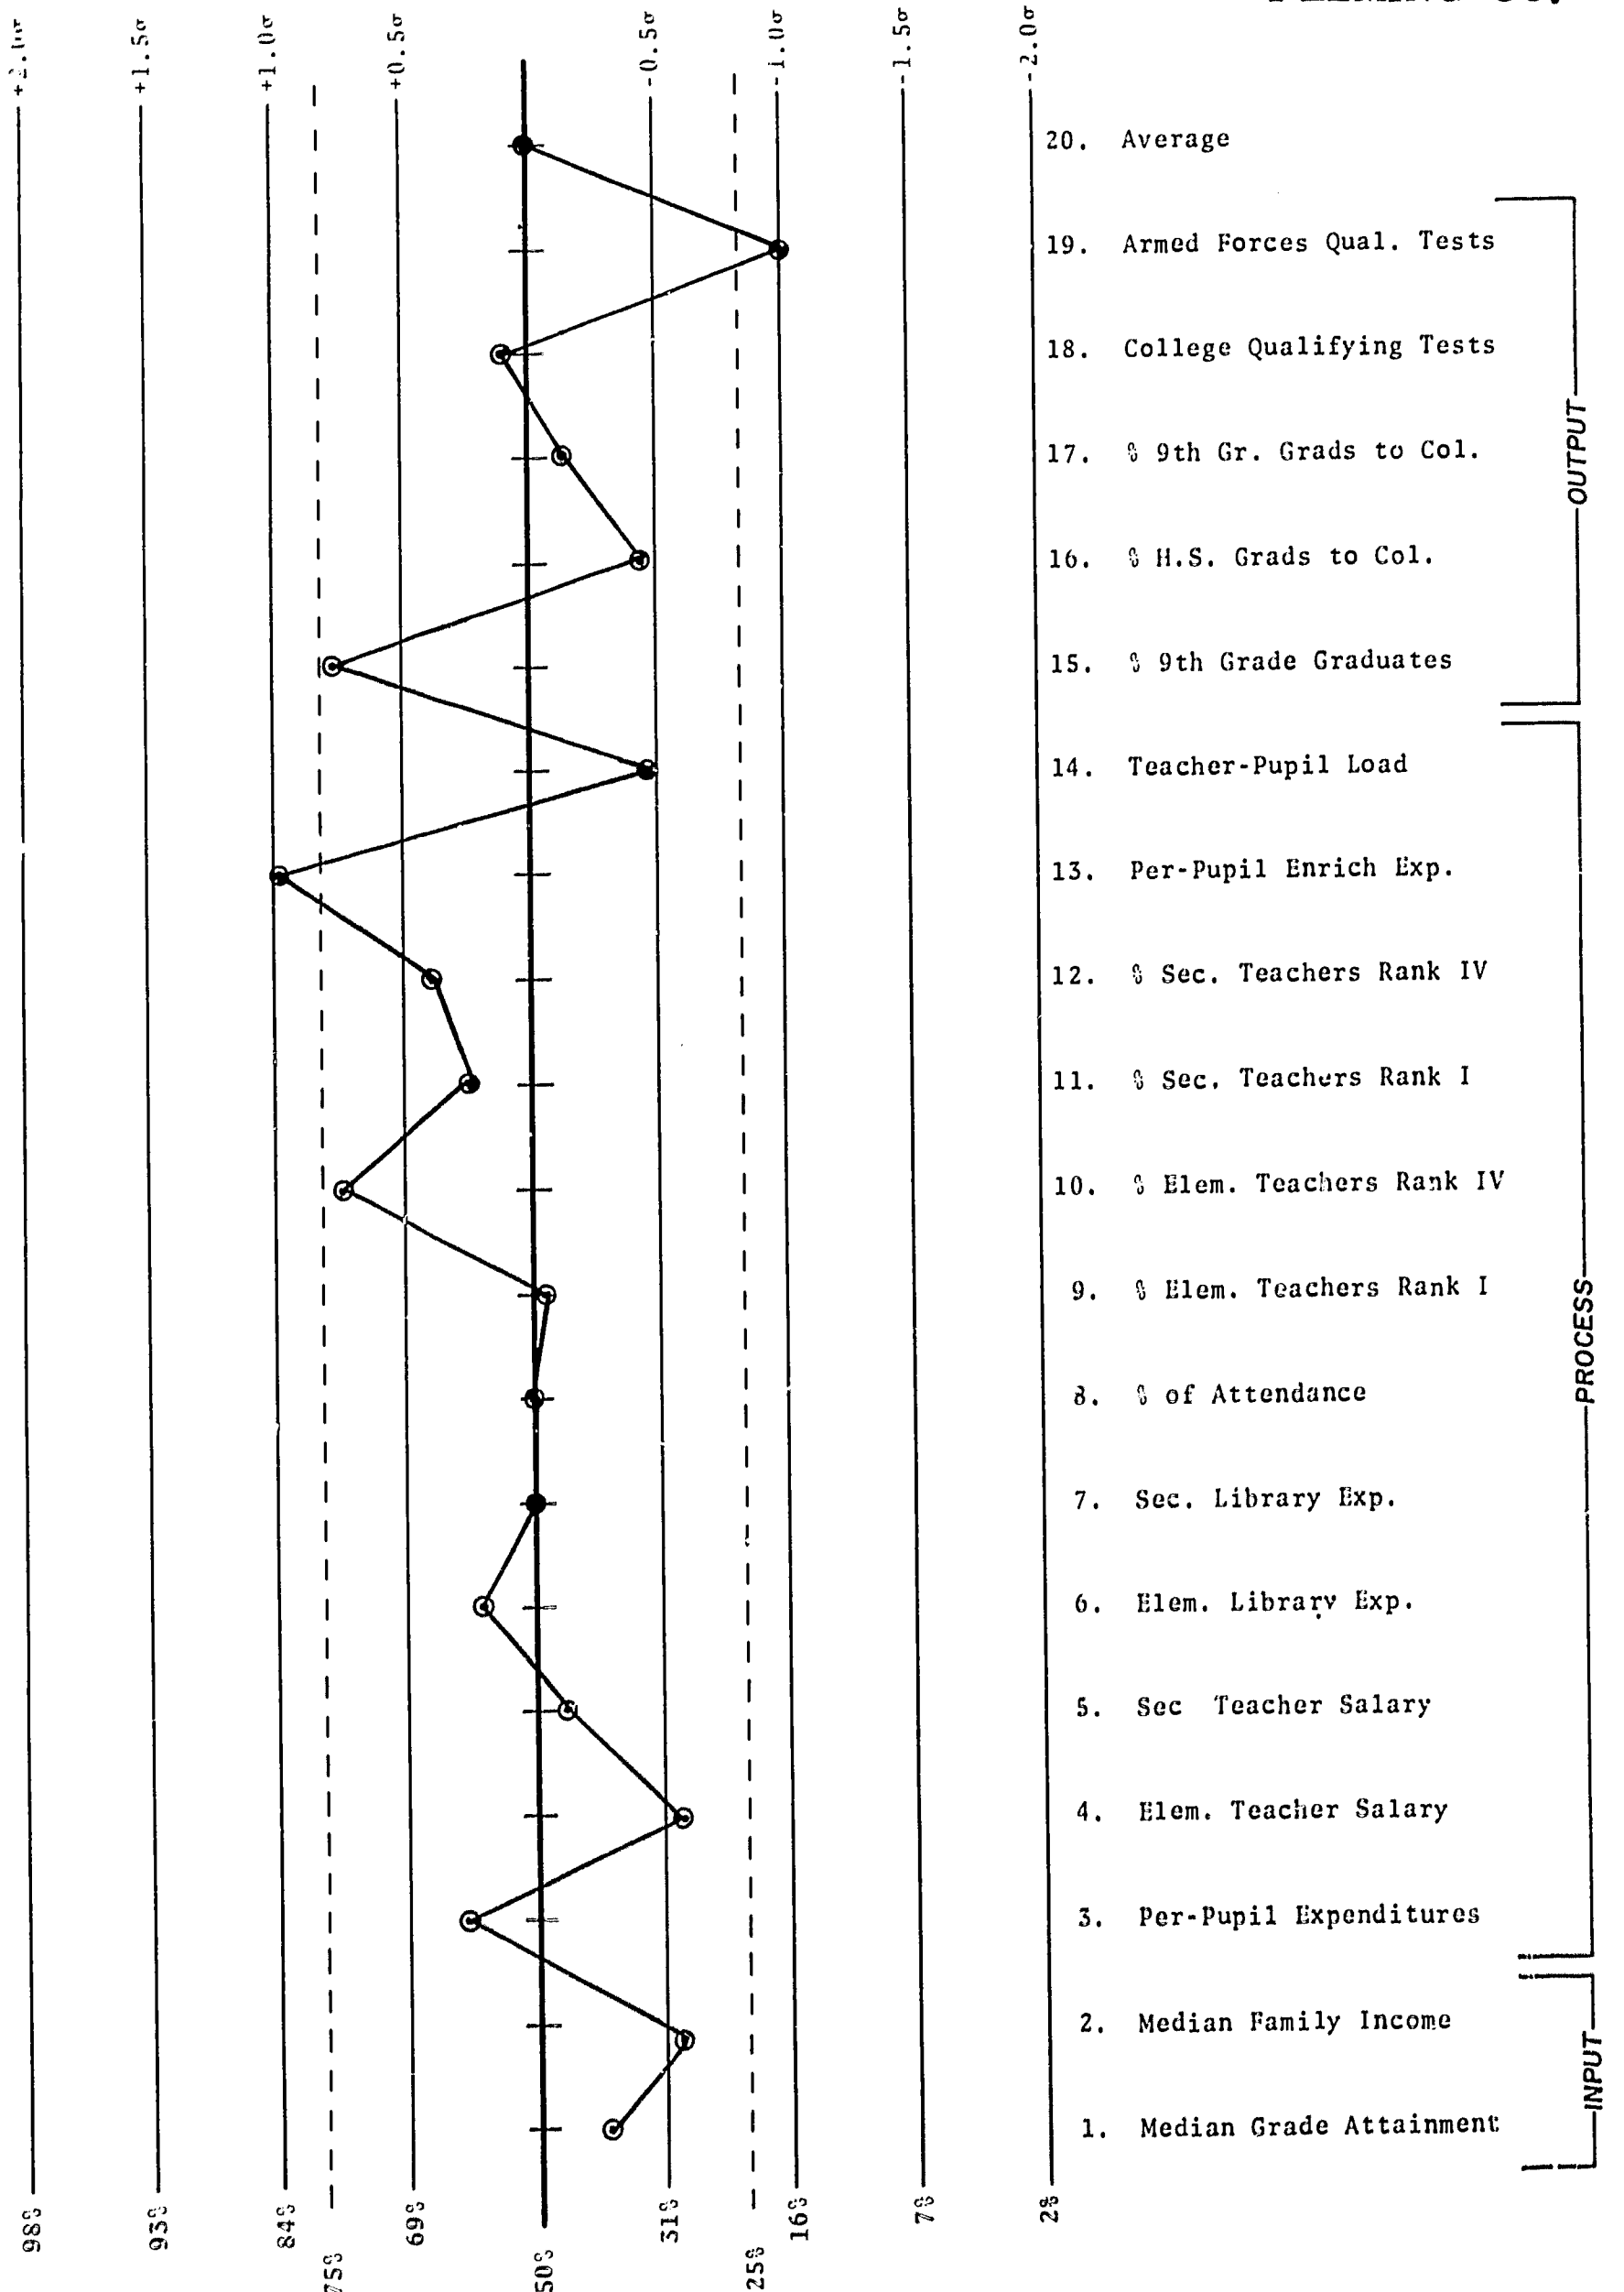 +2.0σ
+1.5σ
+1.0σ
+0.5σ
-0.5σ
-1.0σ
-1.5σ
-2.0σ
20. Average
19. Armed Forces Qual. Tests
18. College Qualifying Tests
17. % 9th Gr. Grads to Col.
16. % H.S. Grads to Col.
15. % 9th Grade Graduates
OUTPUT
14. Teacher-Pupil Load
13. Per-Pupil Enrich Exp.
12. % Sec. Teachers Rank IV
11. % Sec. Teachers Rank I
10. % Elem. Teachers Rank IV
9. % Elem. Teachers Rank I
8. % of Attendance
7. Sec. Library Exp.
6. Elem. Library Exp.
5. Sec Teacher Salary
4. Elem. Teacher Salary
3. Per-Pupil Expenditures
PROCESS
2. Median Family Income
1. Median Grade Attainment
INPUT
98%
93%
84%
75%
69%
50%
31%
25%
16%
7%
2%